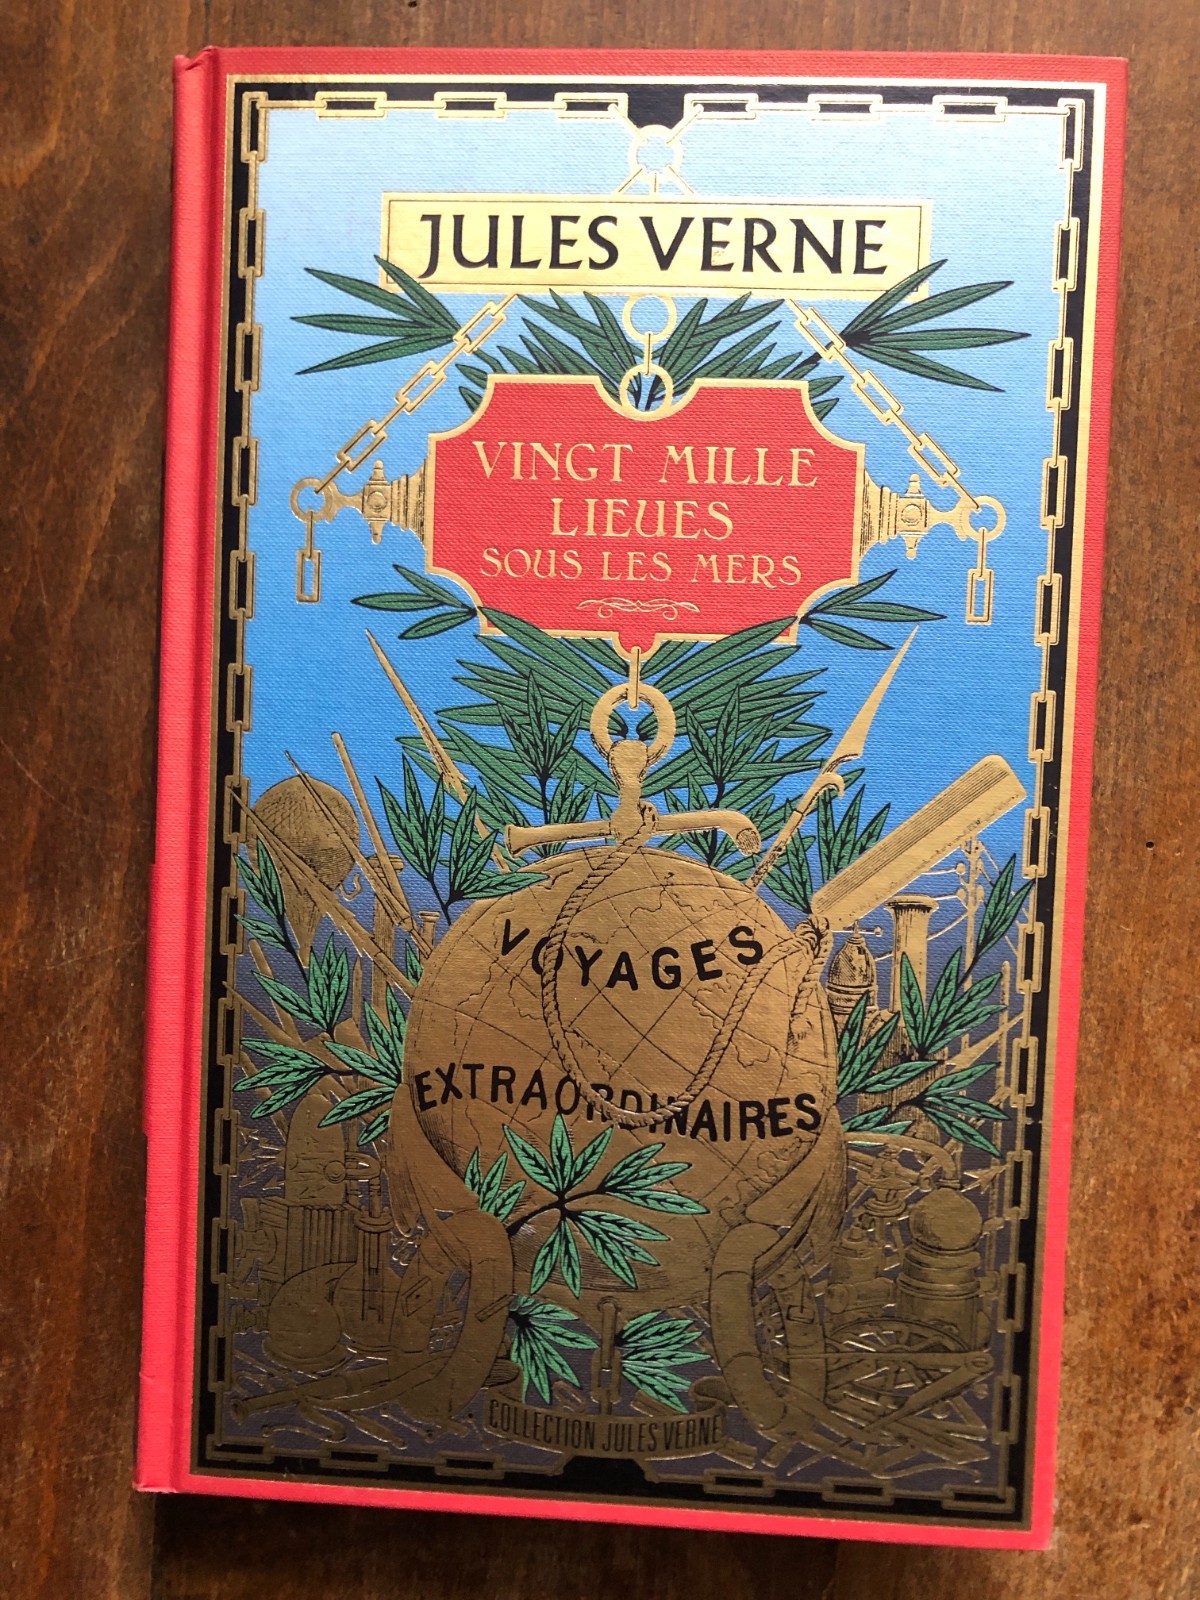 JULES VERNE
VINGT MILLE
LIEUES
SOUS LES MERS
VOYAGES
EXTRAORDINAIRES
COLLECTION JULES VERNE